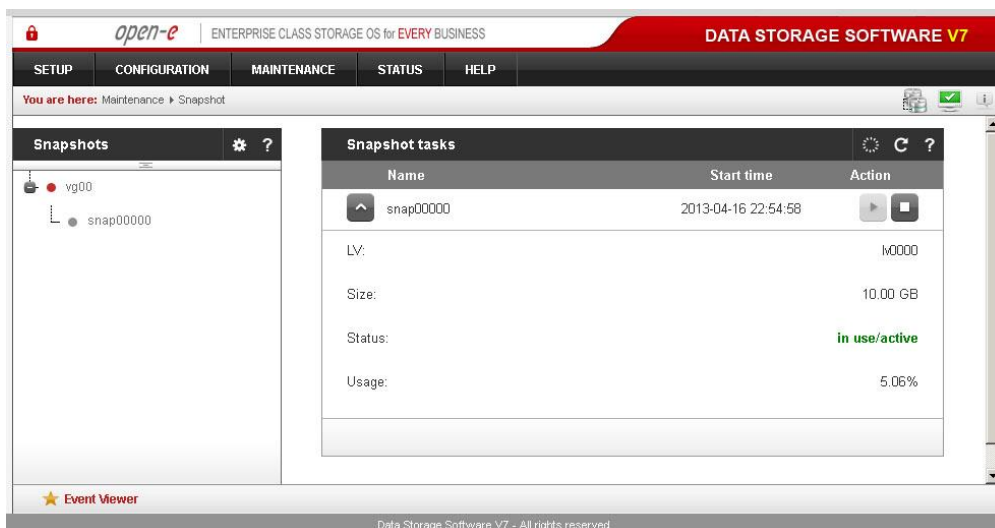 open-e ENTERPRISE CLASS STORAGE OS for EVERY BUSINESS DATA STORAGE SOFTWARE V7
SETUP CONFIGURATION MAINTENANCE STATUS HELP
You are here: Maintenance Snapshot
Snapshots ?
vg00
snap00000
Snapshot tasks ?
Name Start time Action
snap00000 2013-04-16 22:54:58
LV: lv0000
Size: 10.00 GB
Status: in use/active
Usage: 5.06%
Event Viewer
Data Storage Software V7 - All rights reserved